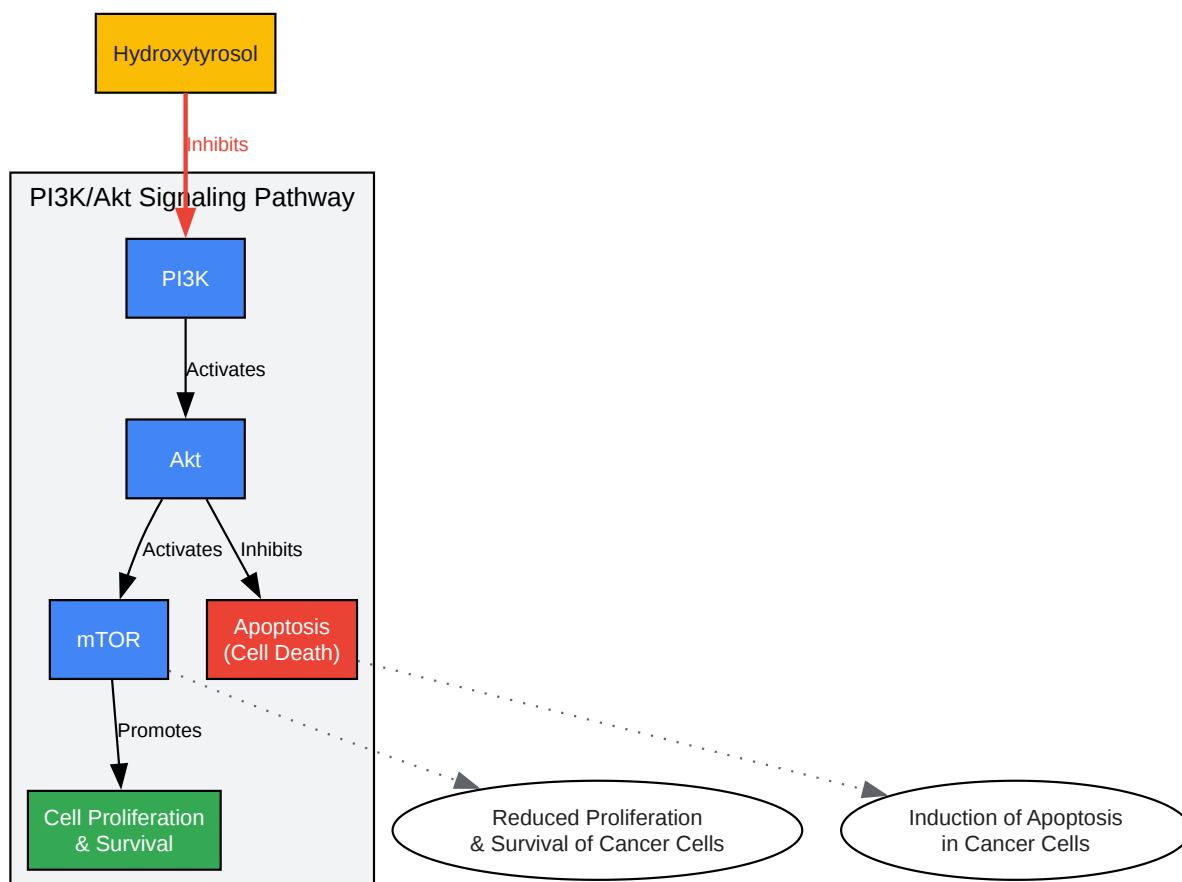 Hydroxytyrosol
Inhibits
PI3K/Akt Signaling Pathway
PI3K
Activates
Akt
Activates
Inhibits
mTOR
Apoptosis
(Cell Death)
Promotes
Cell Proliferation
& Survival
Reduced Proliferation
& Survival of Cancer Cells
Induction of Apoptosis
in Cancer Cells